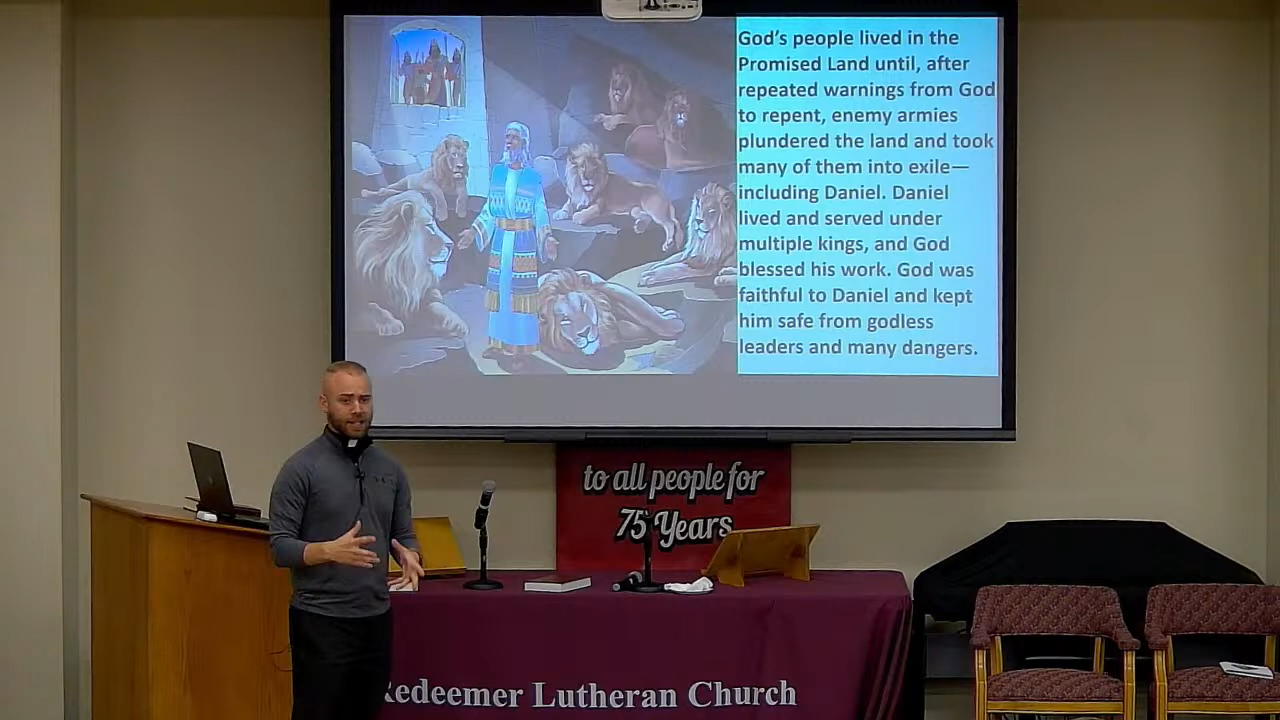 God's people lived in the
Promised Land until, after
repeated warnings from God
to repent, enemy armies
plundered the land and took
many of them into exile—
including Daniel. Daniel
lived and served under
multiple kings, and God
blessed his work. God was
faithful to Daniel and kept
him safe from godless
leaders and many dangers.
to all people for
75 Years
Redeemer Lutheran Church